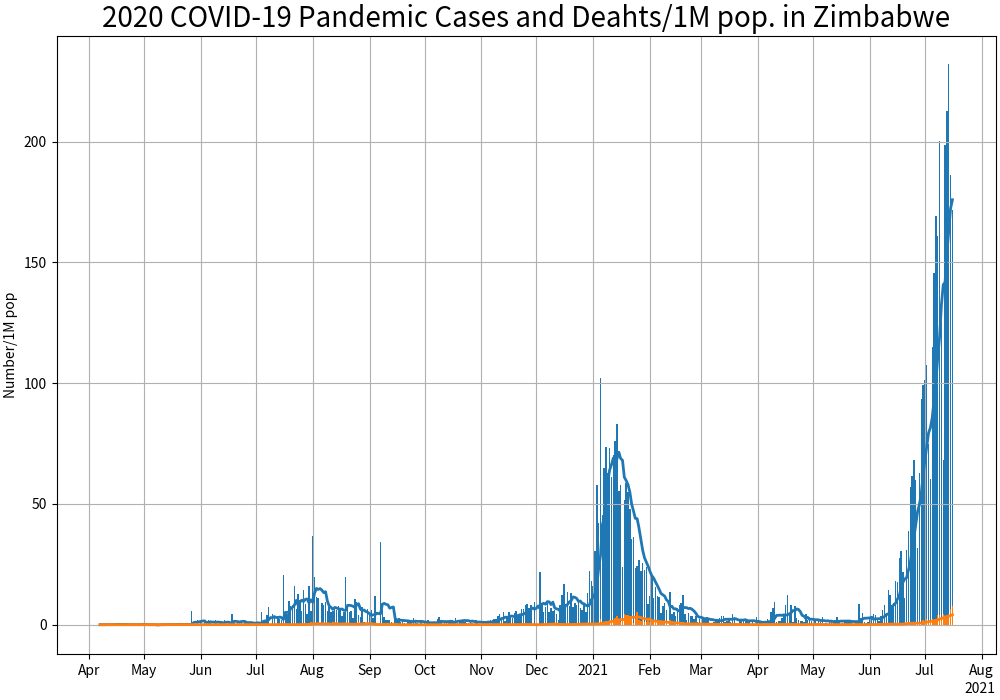 2020 COVID-19 Pandemic Cases and Deahts/1M pop. in Zimbabwe
Number/1M pop
200
150
100
50
0
Apr May Jun Jul Aug Sep Oct Nov Dec 2021 Feb Mar Apr May Jun Jul Aug
2021